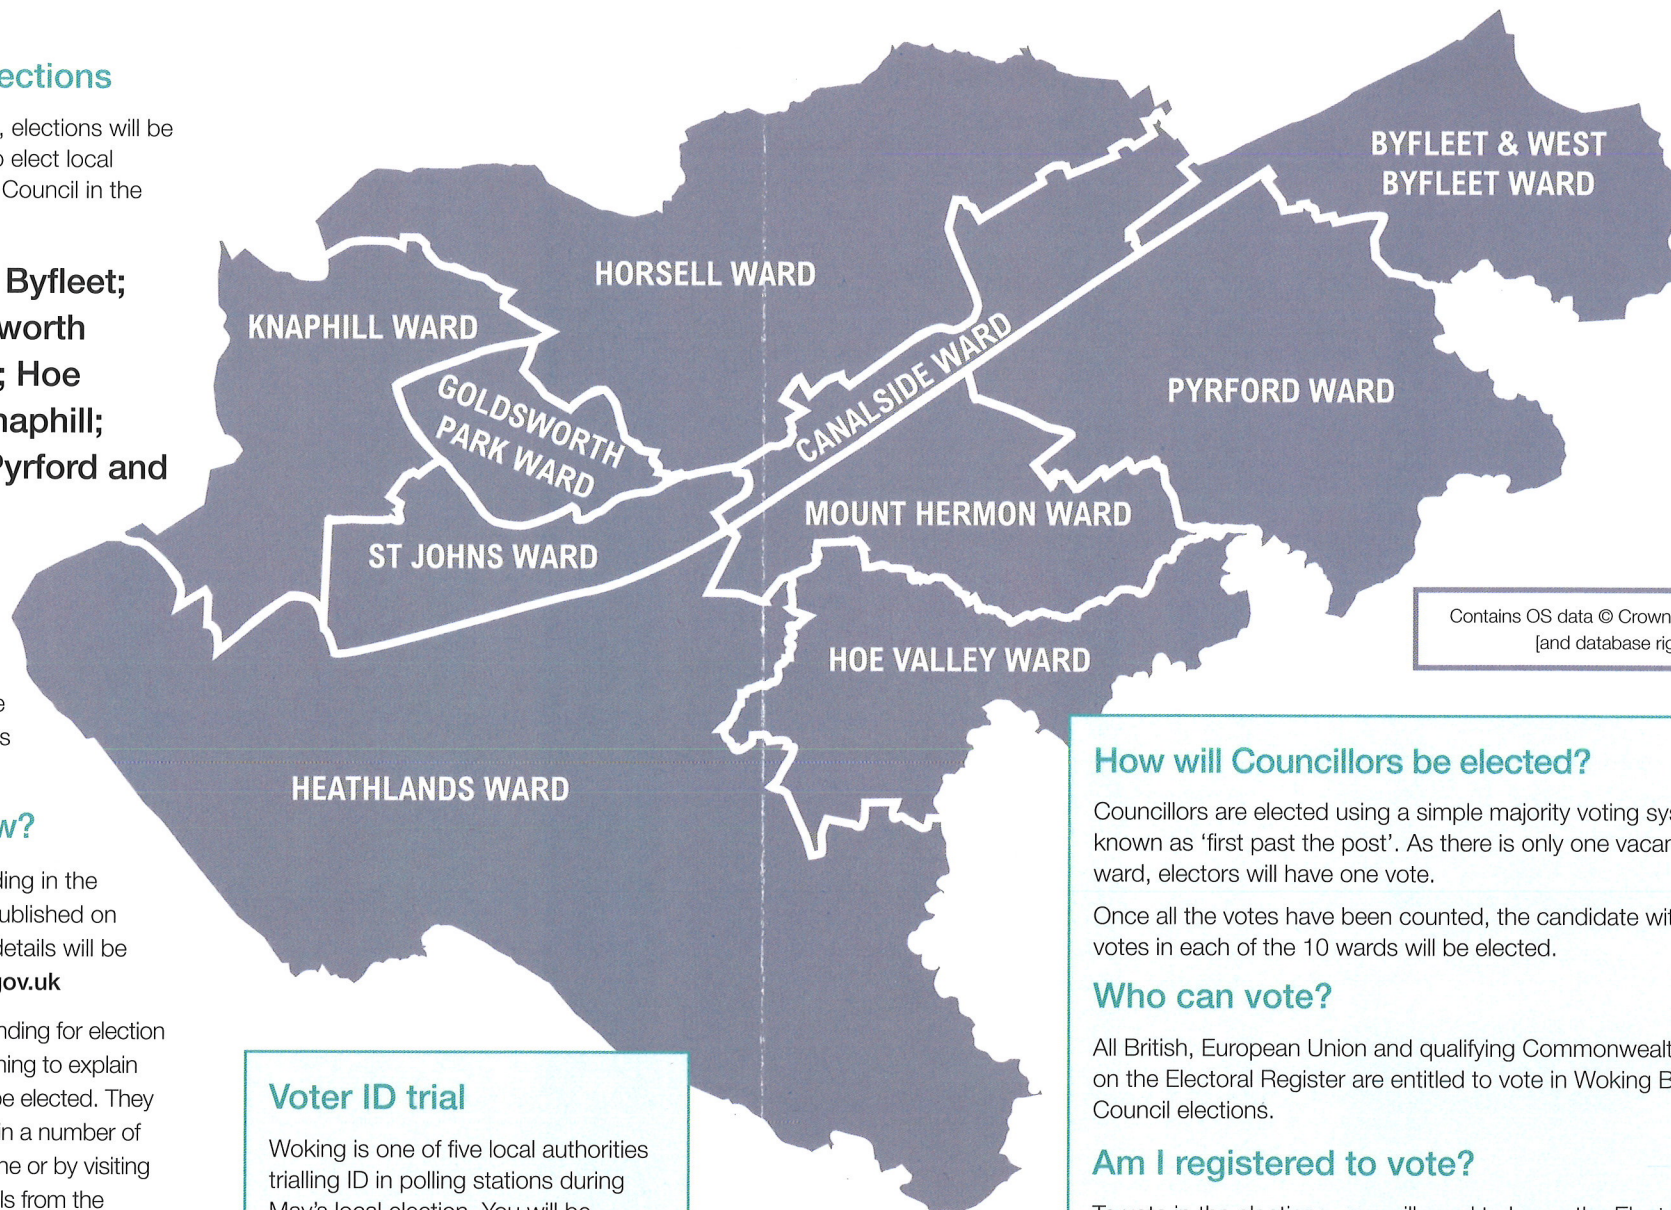 ections
, elections will be
o elect local
Council in the
Byfleet;
worth
; Hoe
naphill;
Pyrford and
e
s
w?
ding in the
ublished on
details will be
gov.uk
nding for election
ning to explain
be elected. They
in a number of
ne or by visiting
ls from the
BYFLEET & WEST
BYFLEET WARD
HORSELL WARD
KNAPHILL WARD
GOLDSWORTH
PARK WARD
CANALSIDE WARD
PYRFORD WARD
MOUNT HERMON WARD
ST JOHNS WARD
HOE VALLEY WARD
HEATHLANDS WARD
Contains OS data © Crown
[and database rig
Voter ID trial
Woking is one of five local authorities
trialling ID in polling stations during
May's local election. You will be
How will Councillors be elected?
Councillors are elected using a simple majority voting sys
known as ‘first past the post’. As there is only one vacan
ward, electors will have one vote.
Once all the votes have been counted, the candidate wit
votes in each of the 10 wards will be elected.
Who can vote?
All British, European Union and qualifying Commonwealt
on the Electoral Register are entitled to vote in Woking B
Council elections.
Am I registered to vote?